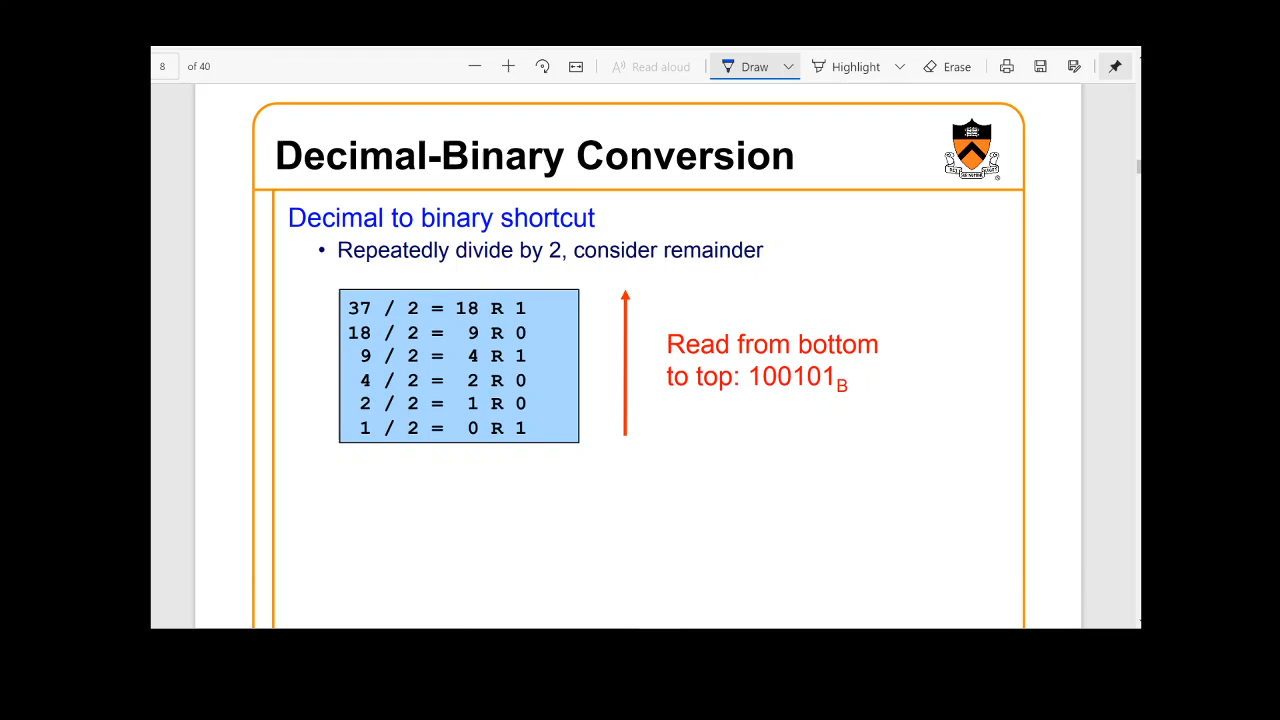 8 of 40 Read aloud Draw Highlight Erase
Decimal-Binary Conversion
Decimal to binary shortcut
• Repeatedly divide by 2, consider remainder
37 / 2 = 18 R 1
18 / 2 = 9 R 0
9 / 2 = 4 R 1
4 / 2 = 2 R 0
2 / 2 = 1 R 0
1 / 2 = 0 R 1
Read from bottom
to top: 100101B